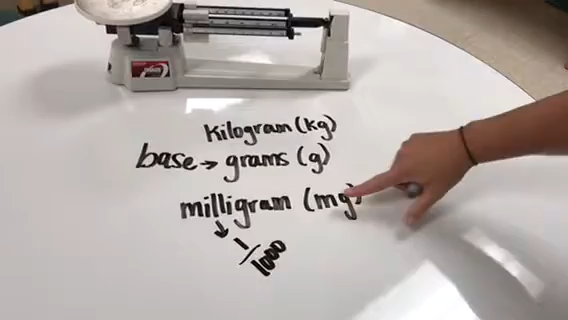 kilogram (kg)
base → grams (g)
milligram (mg)
↓
1/1000